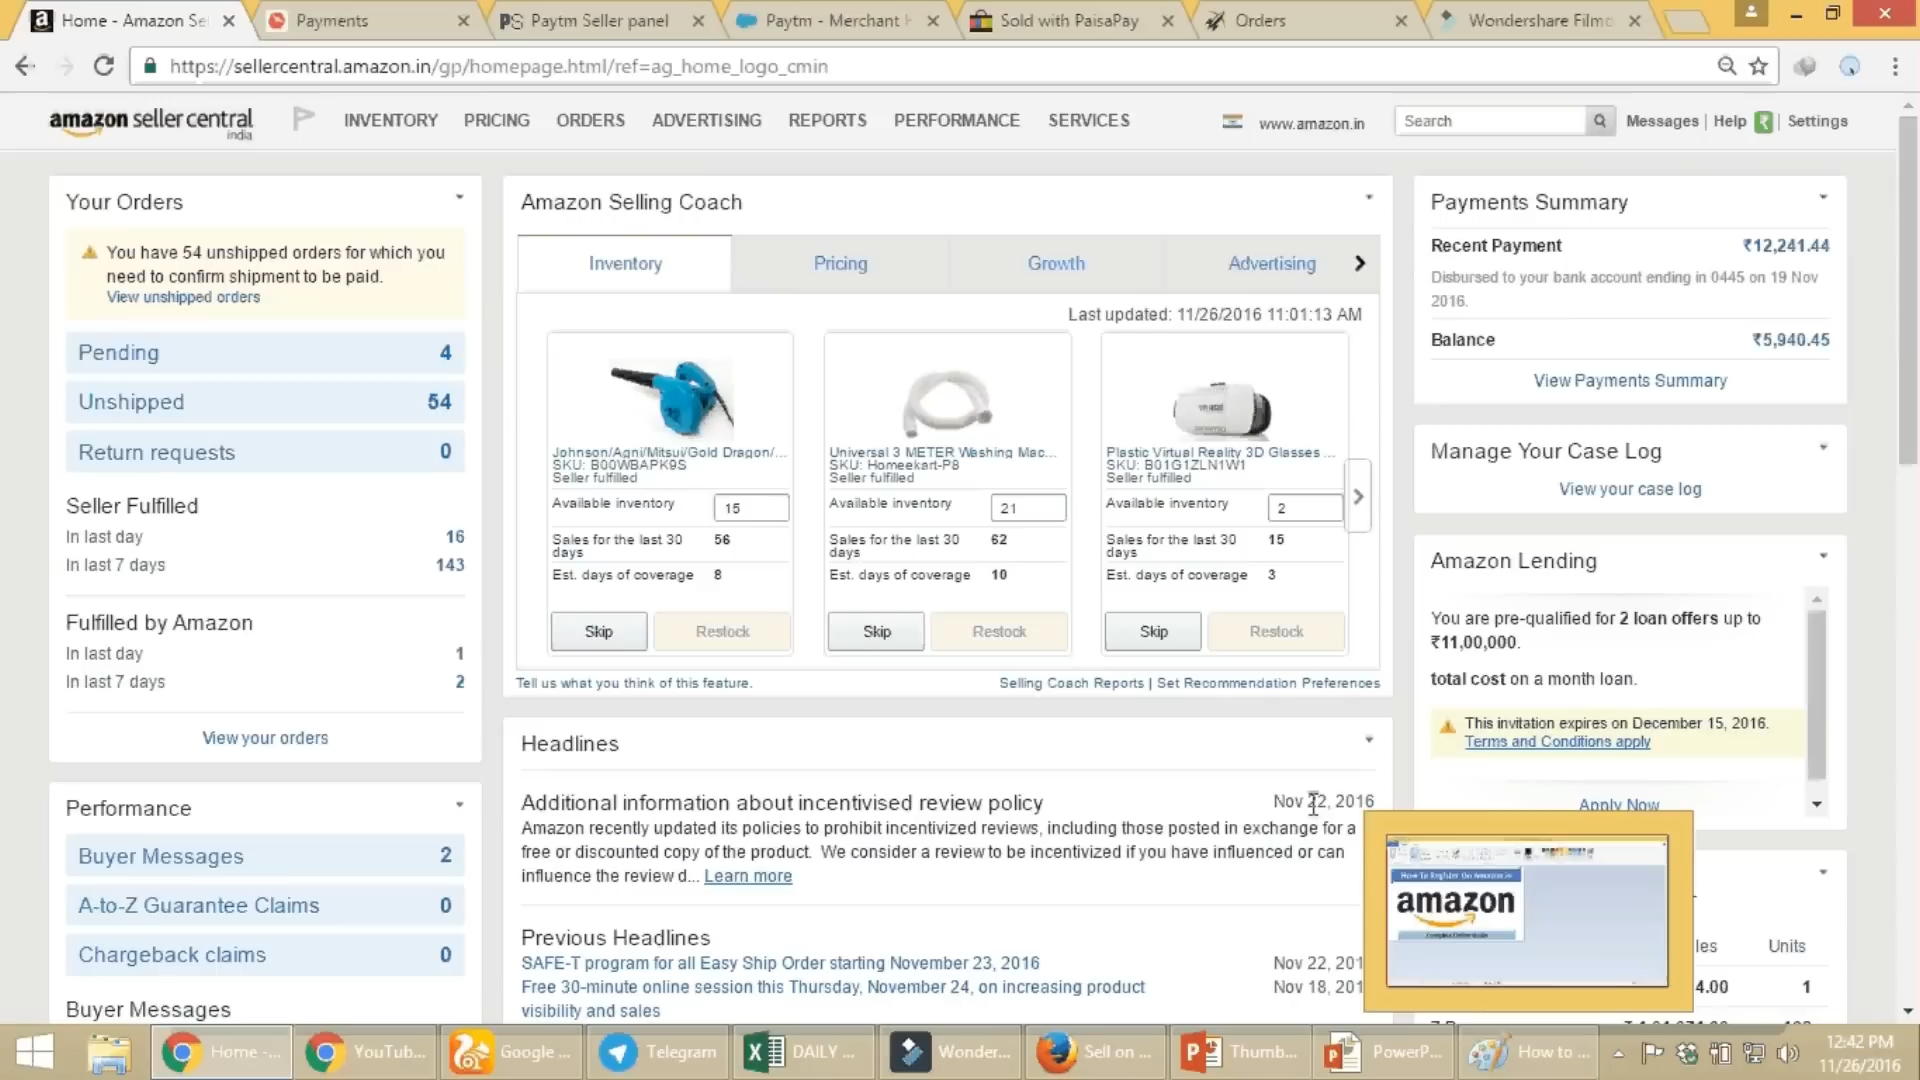 Home - Amazon Se
Payments
Paytm Seller panel
Paytm - Merchant H
Sold with PaisaPay
Orders
Wondershare Filmo
https://sellercentral.amazon.in/gp/homepage.html/ref=ag_home_logo_cmin
amazon seller central
india
INVENTORY
PRICING
ORDERS
ADVERTISING
REPORTS
PERFORMANCE
SERVICES
www.amazon.in
Search
Messages | Help | Settings
Your Orders
You have 54 unshipped orders for which you
need to confirm shipment to be paid.
View unshipped orders
Pending 4
Unshipped 54
Return requests 0
Seller Fulfilled
In last day 16
In last 7 days 143
Fulfilled by Amazon
In last day 1
In last 7 days 2
View your orders
Performance
Buyer Messages 2
A-to-Z Guarantee Claims 0
Chargeback claims 0
Buyer Messages
Amazon Selling Coach
Inventory
Pricing
Growth
Advertising
Last updated: 11/26/2016 11:01:13 AM
Johnson/Agni/Mitsui/Gold Dragon/...
SKU: B00WBAPK9S
Seller fulfilled
Available inventory 15
Sales for the last 30 56
days
Est. days of coverage 8
Skip
Restock
Universal 3 METER Washing Mac...
SKU: Homeekart-P8
Seller fulfilled
Available inventory 21
Sales for the last 30 62
days
Est. days of coverage 10
Skip
Restock
Plastic Virtual Reality 3D Glasses ...
SKU: B01G1ZLN1W1
Seller fulfilled
Available inventory 2
Sales for the last 30 15
days
Est. days of coverage 3
Skip
Restock
Tell us what you think of this feature.
Selling Coach Reports | Set Recommendation Preferences
Headlines
Additional information about incentivised review policy Nov 22, 2016
Amazon recently updated its policies to prohibit incentivized reviews, including those posted in exchange for a
free or discounted copy of the product. We consider a review to be incentivized if you have influenced or can
influence the review d... Learn more
Previous Headlines
SAFE-T program for all Easy Ship Order starting November 23, 2016 Nov 22, 201
Free 30-minute online session this Thursday, November 24, on increasing product Nov 18, 201
visibility and sales
Payments Summary
Recent Payment ₹12,241.44
Disbursed to your bank account ending in 0445 on 19 Nov
2016.
Balance ₹5,940.45
View Payments Summary
Manage Your Case Log
View your case log
Amazon Lending
You are pre-qualified for 2 loan offers up to
₹11,00,000.
total cost on a month loan.
This invitation expires on December 15, 2016.
Terms and Conditions apply
Apply Now
How To Register On Amazon.in
amazon
les Units
4.00 1
Home -...
YouTub...
Google ...
Telegram
DAILY ...
Wonder...
Sell on ...
Thumb...
PowerP...
How to ...
12:42 PM
11/26/2016